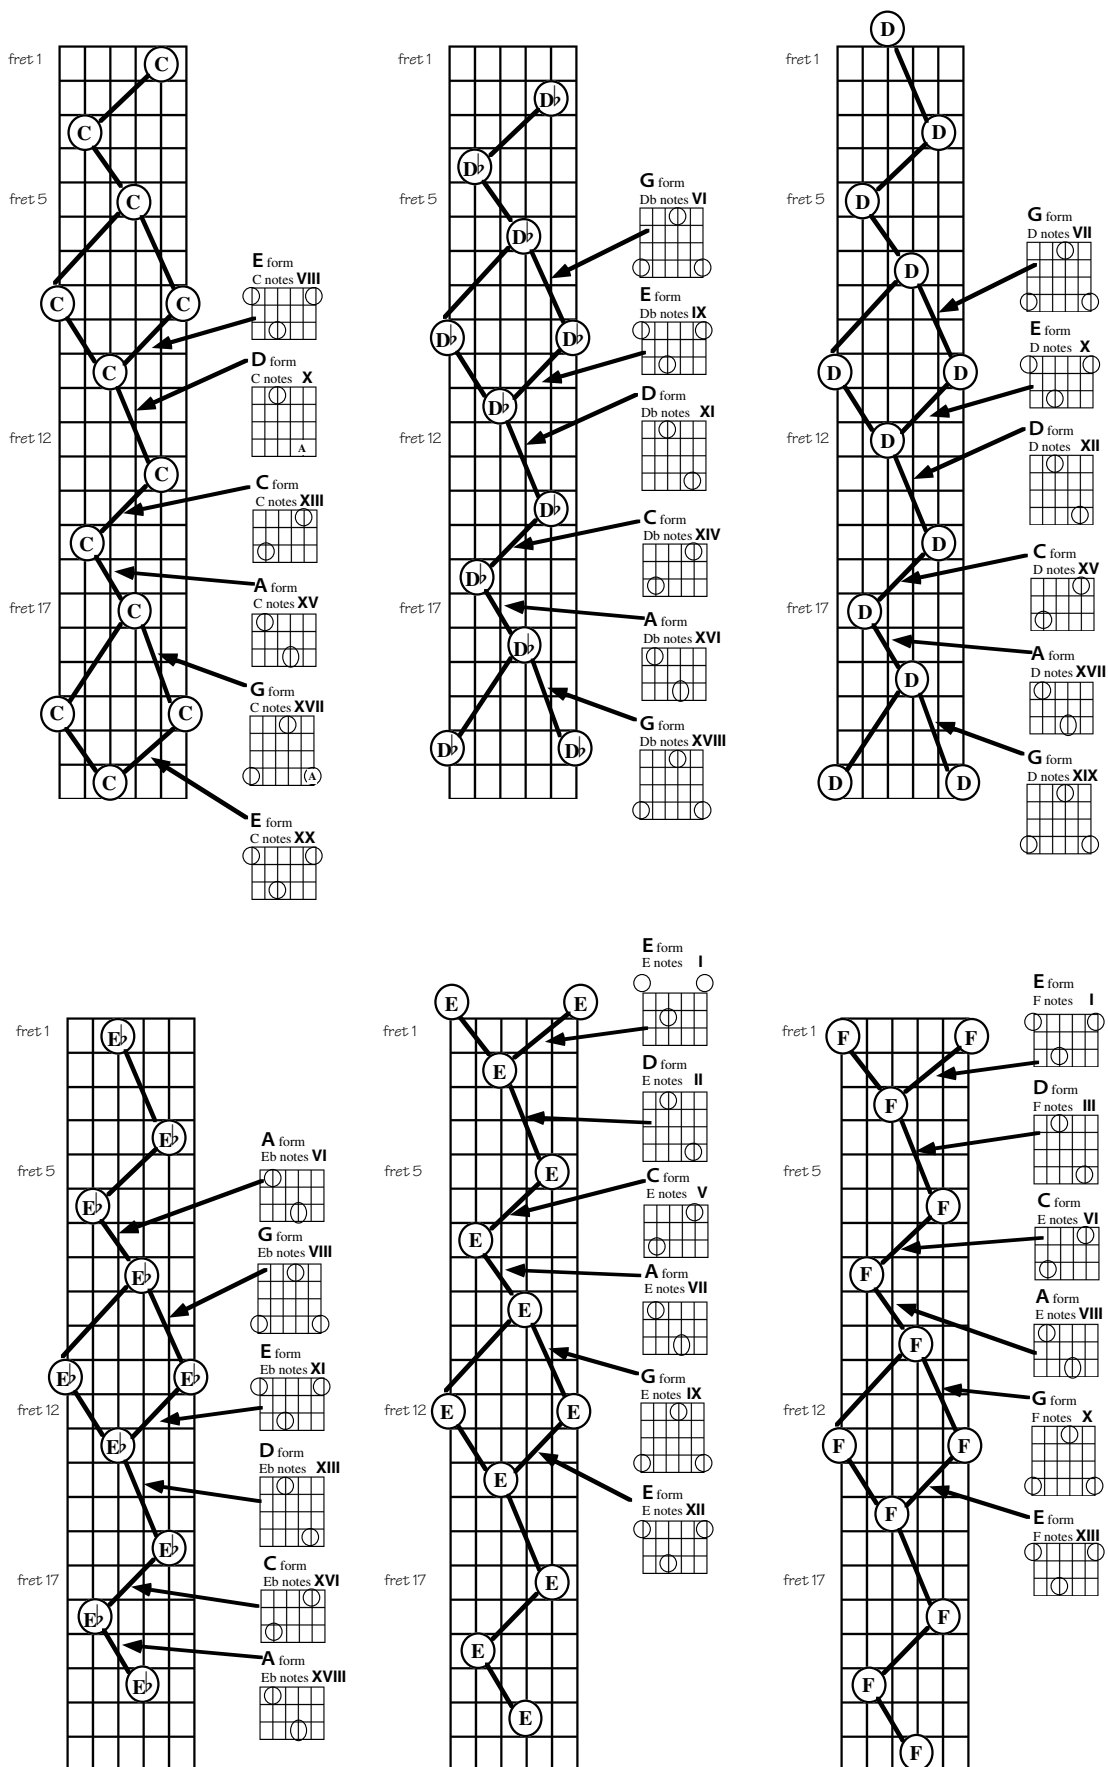 fret 1
C
C
fret 5
C
C
C
C
fret 12
C
C
fret 17
C
C
C
C
E form
C notes VIII
D form
C notes X
A
C form
C notes XIII
A form
C notes XV
G form
C notes XVII
(A
E form
C notes XX
fret 1
D♭
D♭
fret 5
D♭
D♭
D♭
D♭
fret 12
D♭
D♭
fret 17
D♭
D♭
D♭
G form
Db notes VI
E form
Db notes IX
D form
Db notes XI
C form
Db notes XIV
A form
Db notes XVI
G form
Db notes XVIII
D
fret 1
D
fret 5
D
D
D
D
fret 12
D
D
fret 17
D
D
D
D
G form
D notes VII
E form
D notes X
D form
D notes XII
C form
D notes XV
A form
D notes XVII
G form
D notes XIX
fret 1
E♭
E♭
fret 5
E♭
E♭
E♭
E♭
fret 12
E♭
E♭
fret 17
E♭
E♭
A form
Eb notes VI
G form
Eb notes VIII
E form
Eb notes XI
D form
Eb notes XIII
C form
Eb notes XVI
A form
Eb notes XVIII
E
E
fret 1
E
fret 5
E
E
E
fret 12
E
E
E
fret 17
E
E
E
E form
E notes I
D form
E notes II
C form
E notes V
A form
E notes VII
G form
E notes IX
E form
E notes XII
fret 1
F
F
F
fret 5
F
F
F
fret 12
F
F
F
fret 17
F
F
F
E form
F notes I
D form
F notes III
C form
E notes VI
A form
E notes VIII
G form
F notes X
E form
F notes XIII